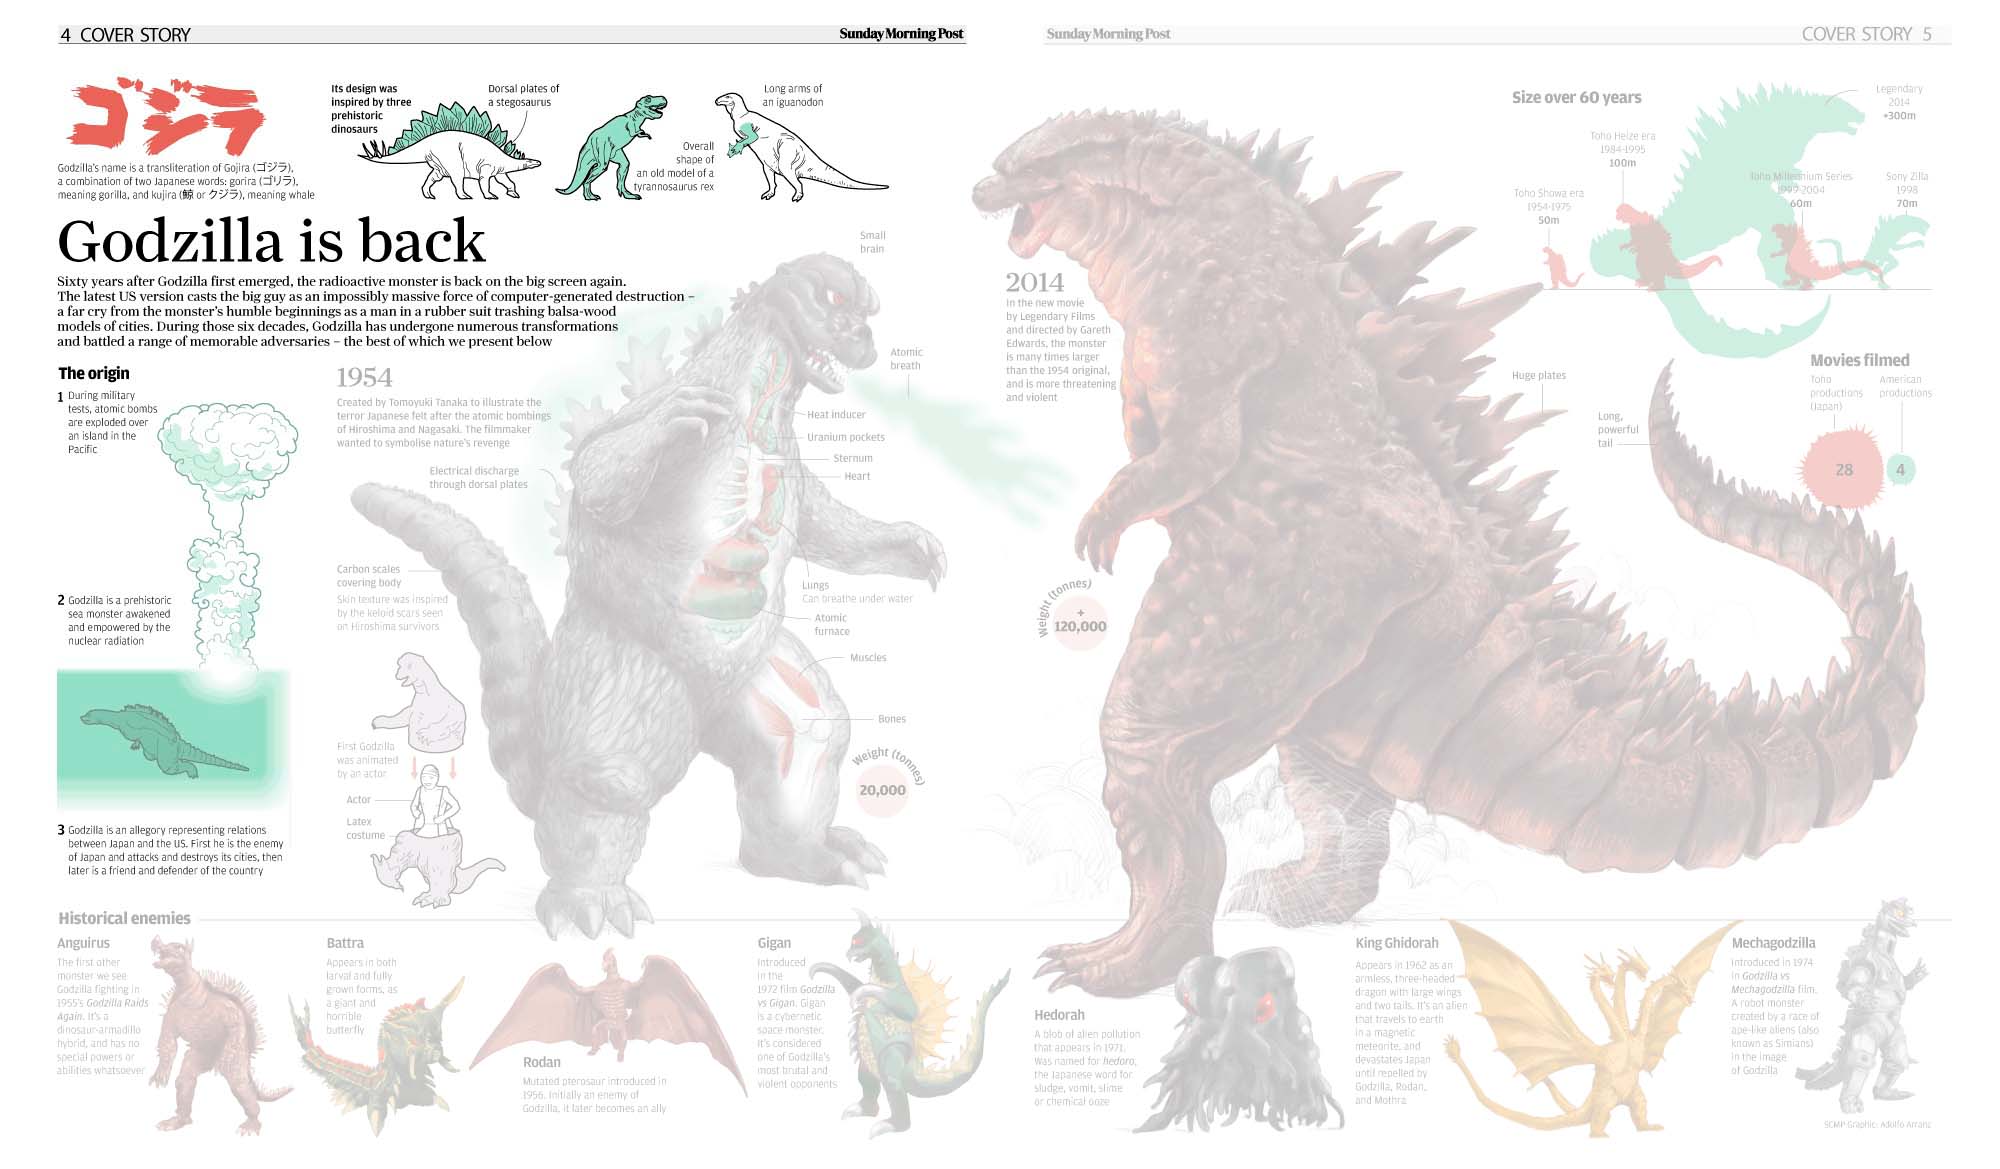 4 COVER STORY
Sunday Morning Post
Sunday Morning Post
COVER STORY 5
ゴジラ
Godzilla's name is a transliteration of Gojira (ゴジラ),
a combination of two Japanese words: gorira (ゴリラ),
meaning gorilla, and kujira (鯨 or クジラ), meaning whale
Its design was
inspired by three
prehistoric
dinosaurs
Dorsal plates of
a stegosaurus
Overall
shape of
an old model of a
tyrannosaurus rex
Long arms of
an iguanodon
Godzilla is back
Sixty years after Godzilla first emerged, the radioactive monster is back on the big screen again.
The latest US version casts the big guy as an impossibly massive force of computer-generated destruction –
a far cry from the monster's humble beginnings as a man in a rubber suit trashing balsa-wood
models of cities. During those six decades, Godzilla has undergone numerous transformations
and battled a range of memorable adversaries – the best of which we present below
The origin
1 During military
tests, atomic bombs
are exploded over
an island in the
Pacific
2 Godzilla is a prehistoric
sea monster awakened
and empowered by the
nuclear radiation
3 Godzilla is an allegory representing relations
between Japan and the US. First he is the enemy
of Japan and attacks and destroys its cities, then
later is a friend and defender of the country
1954
Created by Tomoyuki Tanaka to illustrate the
terror Japanese felt after the atomic bombings
of Hiroshima and Nagasaki. The filmmaker
wanted to symbolise nature's revenge
Electrical discharge
through dorsal plates
Carbon scales
covering body
Skin texture was inspired
by the keloid scars seen
on Hiroshima survivors
First Godzilla
was animated
by an actor
Actor
Latex
costume
Small
brain
Atomic
breath
Heat inducer
Uranium pockets
Sternum
Heart
Lungs
Can breathe under water
Atomic
furnace
Muscles
Bones
Weight (tonnes)
20,000
2014
In the new movie
by Legendary Films
and directed by Gareth
Edwards, the monster
is many times larger
than the 1954 original,
and is more threatening
and violent
Weight (tonnes)
+
120,000
Huge plates
Long,
powerful
tail
Size over 60 years
Toho Showa era
1954-1975
50m
Toho Heize era
1984-1995
100m
Toho Millennium Series
1999-2004
60m
Legendary
2014
+300m
Sony Zilla
1998
70m
Movies filmed
Toho
productions
(Japan)
28
American
productions
4
Historical enemies
Anguirus
The first other
monster we see
Godzilla fighting in
1955's Godzilla Raids
Again. It's a
dinosaur-armadillo
hybrid, and has no
special powers or
abilities whatsoever
Battra
Appears in both
larval and fully
grown forms, as
a giant and
horrible
butterfly
Rodan
Mutated pterosaur introduced in
1956. Initially an enemy of
Godzilla, it later becomes an ally
Gigan
Introduced
in the
1972 film Godzilla
vs Gigan. Gigan
is a cybernetic
space monster.
It's considered
one of Godzilla's
most brutal and
violent opponents
Hedorah
A blob of alien pollution
that appears in 1971.
Was named for hedoro,
the Japanese word for
sludge, vomit, slime
or chemical ooze
King Ghidorah
Appears in 1962 as an
armless, three-headed
dragon with large wings
and two tails. It's an alien
that travels to earth
in a magnetic
meteorite, and
devastates Japan
until repelled by
Godzilla, Rodan,
and Mothra
Mechagodzilla
Introduced in 1974
in Godzilla vs
Mechagodzilla film.
A robot monster
created by a race of
ape-like aliens (also
known as Simians)
in the image
of Godzilla
SCMP Graphic: Adolfo Arranz